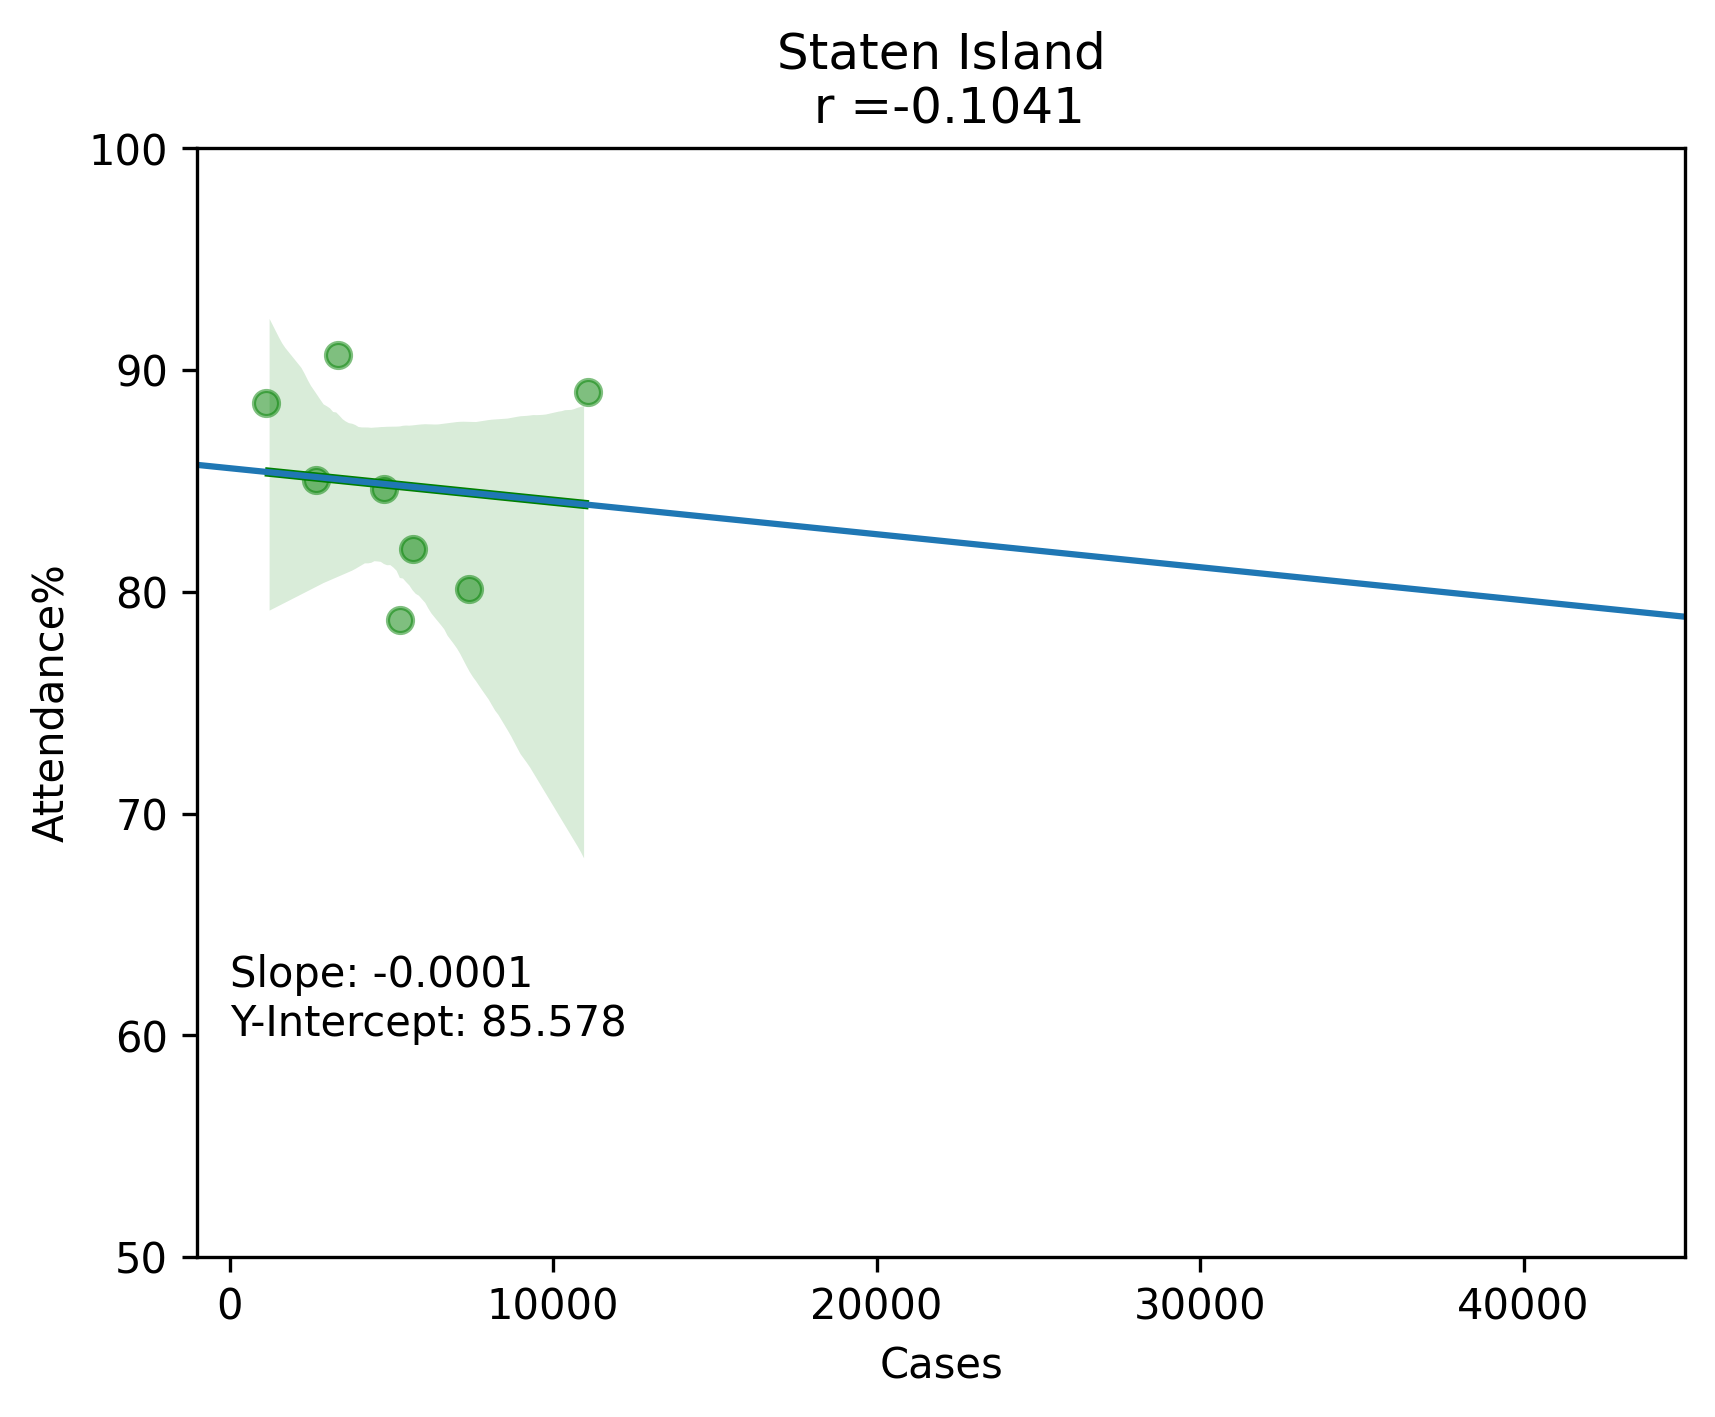 Staten Island
r =-0.1041
100
90
80
70
60
50
Attendance%
Slope: -0.0001
Y-Intercept: 85.578
0 10000 20000 30000 40000
Cases